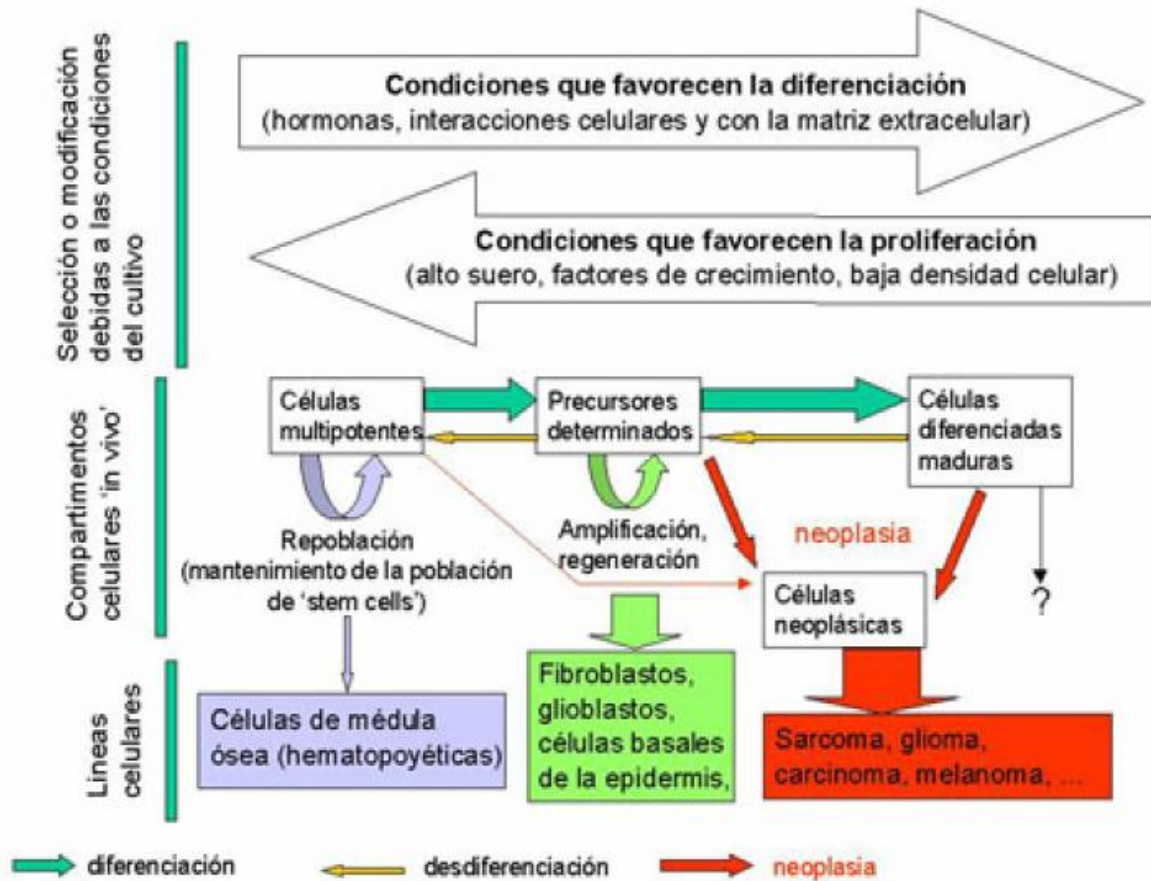 Selección o modificación
debidas a las condiciones
del cultivo
Condiciones que favorecen la diferenciación
(hormonas, interacciones celulares y con la matriz extracelular)
Condiciones que favorecen la proliferación
(alto suero, factores de crecimiento, baja densidad celular)
Compartimentos
celulares 'in vivo'
Células
multipotentes
Precursores
determinados
Células
diferenciadas
maduras
Repoblación
(mantenimiento de la población
de 'stem cells')
Amplificación,
regeneración
neoplasia
Células
neoplásicas
?
Líneas
celulares
Células de médula
ósea (hematopoyéticas)
Fibroblastos,
glioblastos,
células basales
de la epidermis,
Sarcoma, glioma,
carcinoma, melanoma, ...
diferenciación
desdiferenciación
neoplasia